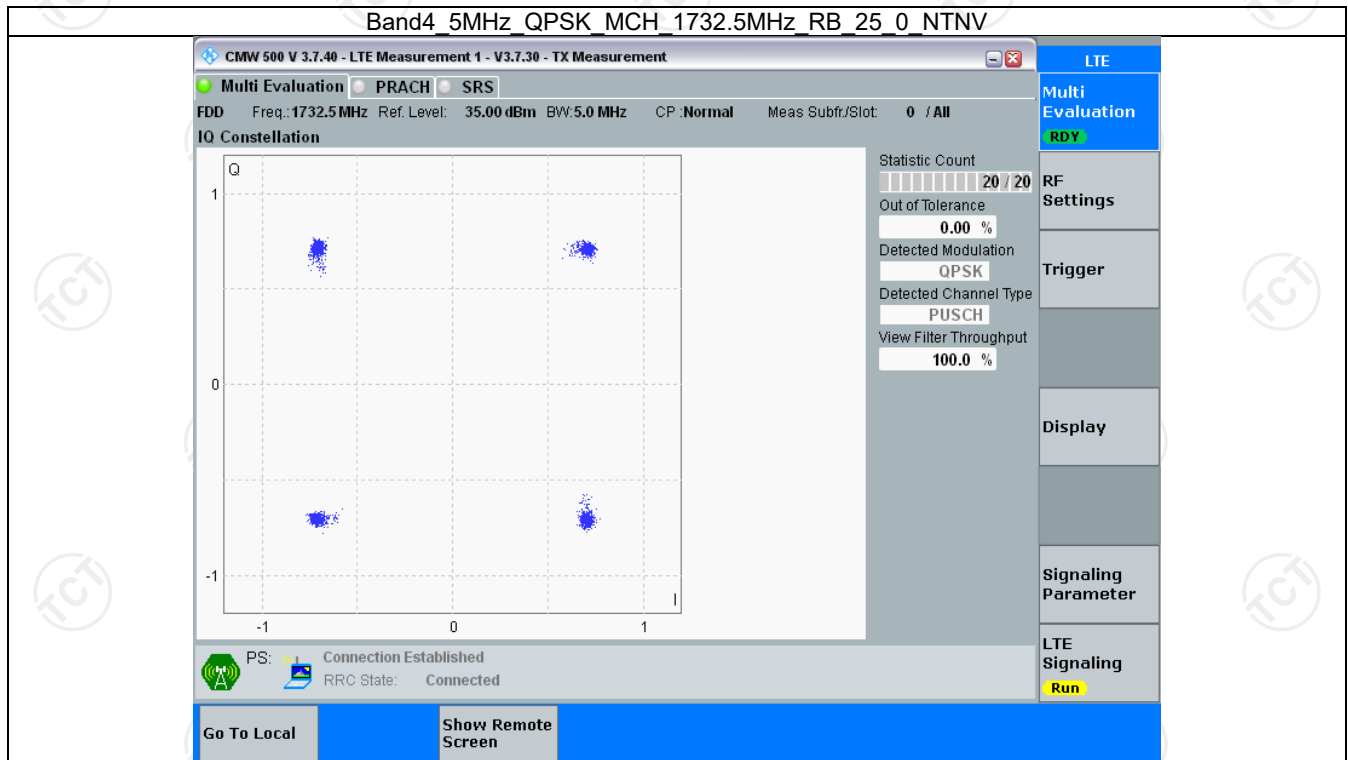 Band4_5MHz_QPSK_MCH_1732.5MHz_RB_25_0_NTNV
CMW 500 V 3.7.40 - LTE Measurement 1 - V3.7.30 - TX Measurement
LTE
Multi Evaluation PRACH SRS
FDD Freq.: 1732.5 MHz Ref. Level: 35.00 dBm BW: 5.0 MHz CP :Normal Meas Subfr./Slot: 0 / All
IQ Constellation
Q
1
0
-1
I
-1 0 1
Statistic Count
20 / 20
Out of Tolerance
0.00 %
Detected Modulation
QPSK
Detected Channel Type
PUSCH
View Filter Throughput
100.0 %
Multi
Evaluation
RDY
RF
Settings
Trigger
Display
Signaling
Parameter
LTE
Signaling
Run
PS: Connection Established
RRC State: Connected
Go To Local
Show Remote
Screen
TCT
TCT
TCT
TCT